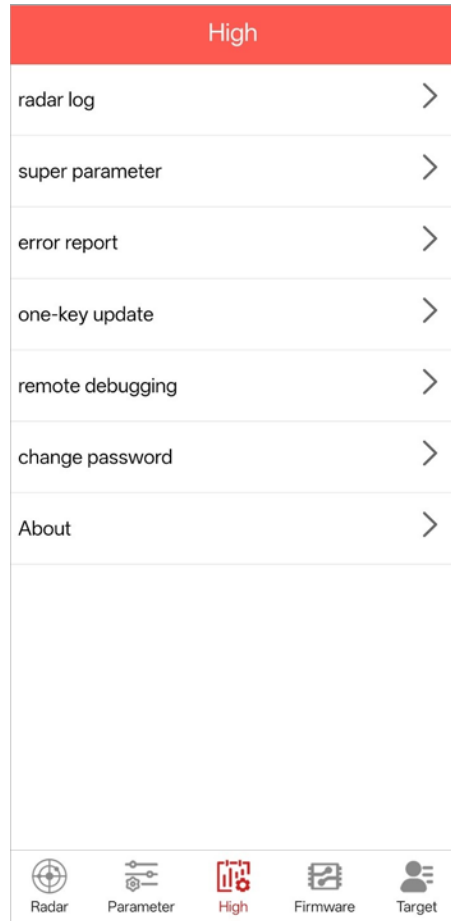 High
radar log
super parameter
error report
one-key update
remote debugging
change password
About
Radar
Parameter
High
Firmware
Target